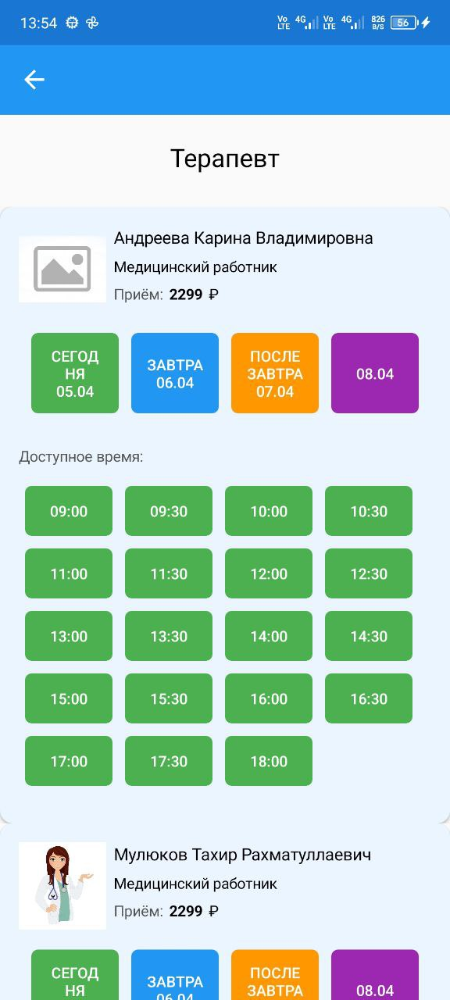 13:54 Vo LTE 4G Vo LTE 4G 826 B/S 56
Терапевт
Андреева Карина Владимировна
Медицинский работник
Приём: 2299 ₽
СЕГОД
НЯ
05.04
ЗАВТРА
06.04
ПОСЛЕ
ЗАВТРА
07.04
08.04
Доступное время:
09:00 09:30 10:00 10:30
11:00 11:30 12:00 12:30
13:00 13:30 14:00 14:30
15:00 15:30 16:00 16:30
17:00 17:30 18:00
Мулюков Тахир Рахматуллаевич
Медицинский работник
Приём: 2299 ₽
СЕГОД
НЯ
ЗАВТРА
06.04
ПОСЛЕ
ЗАВТРА
08.04